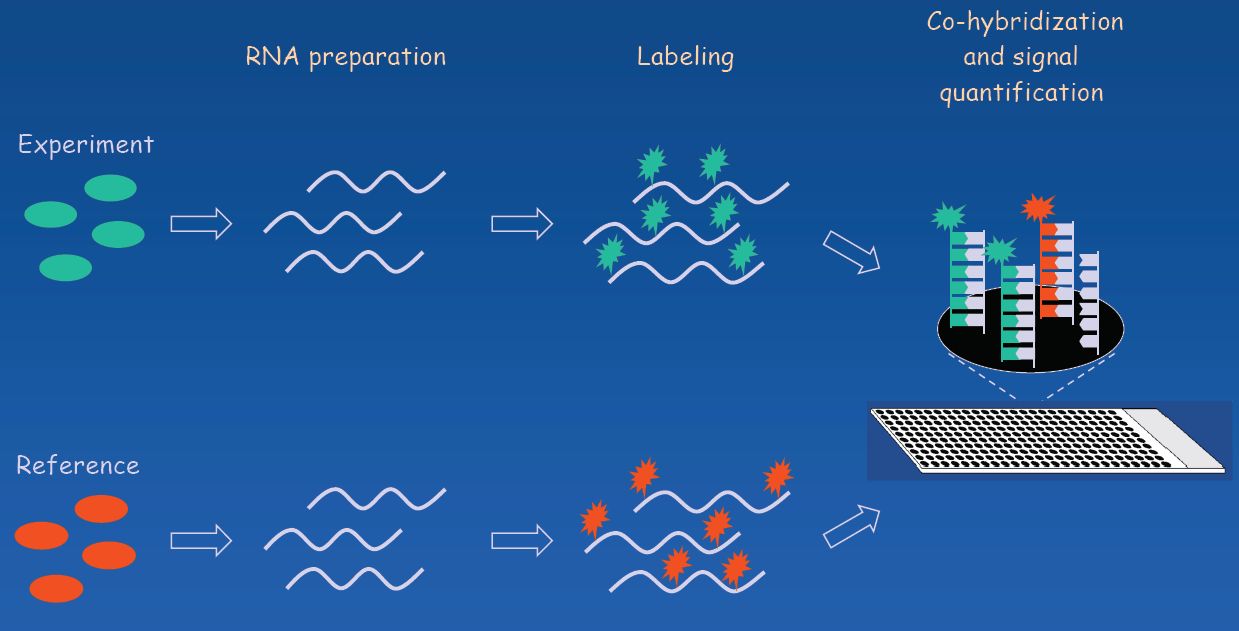 RNA preparation
Labeling
Co-hybridization
and signal
quantification
Experiment
Reference